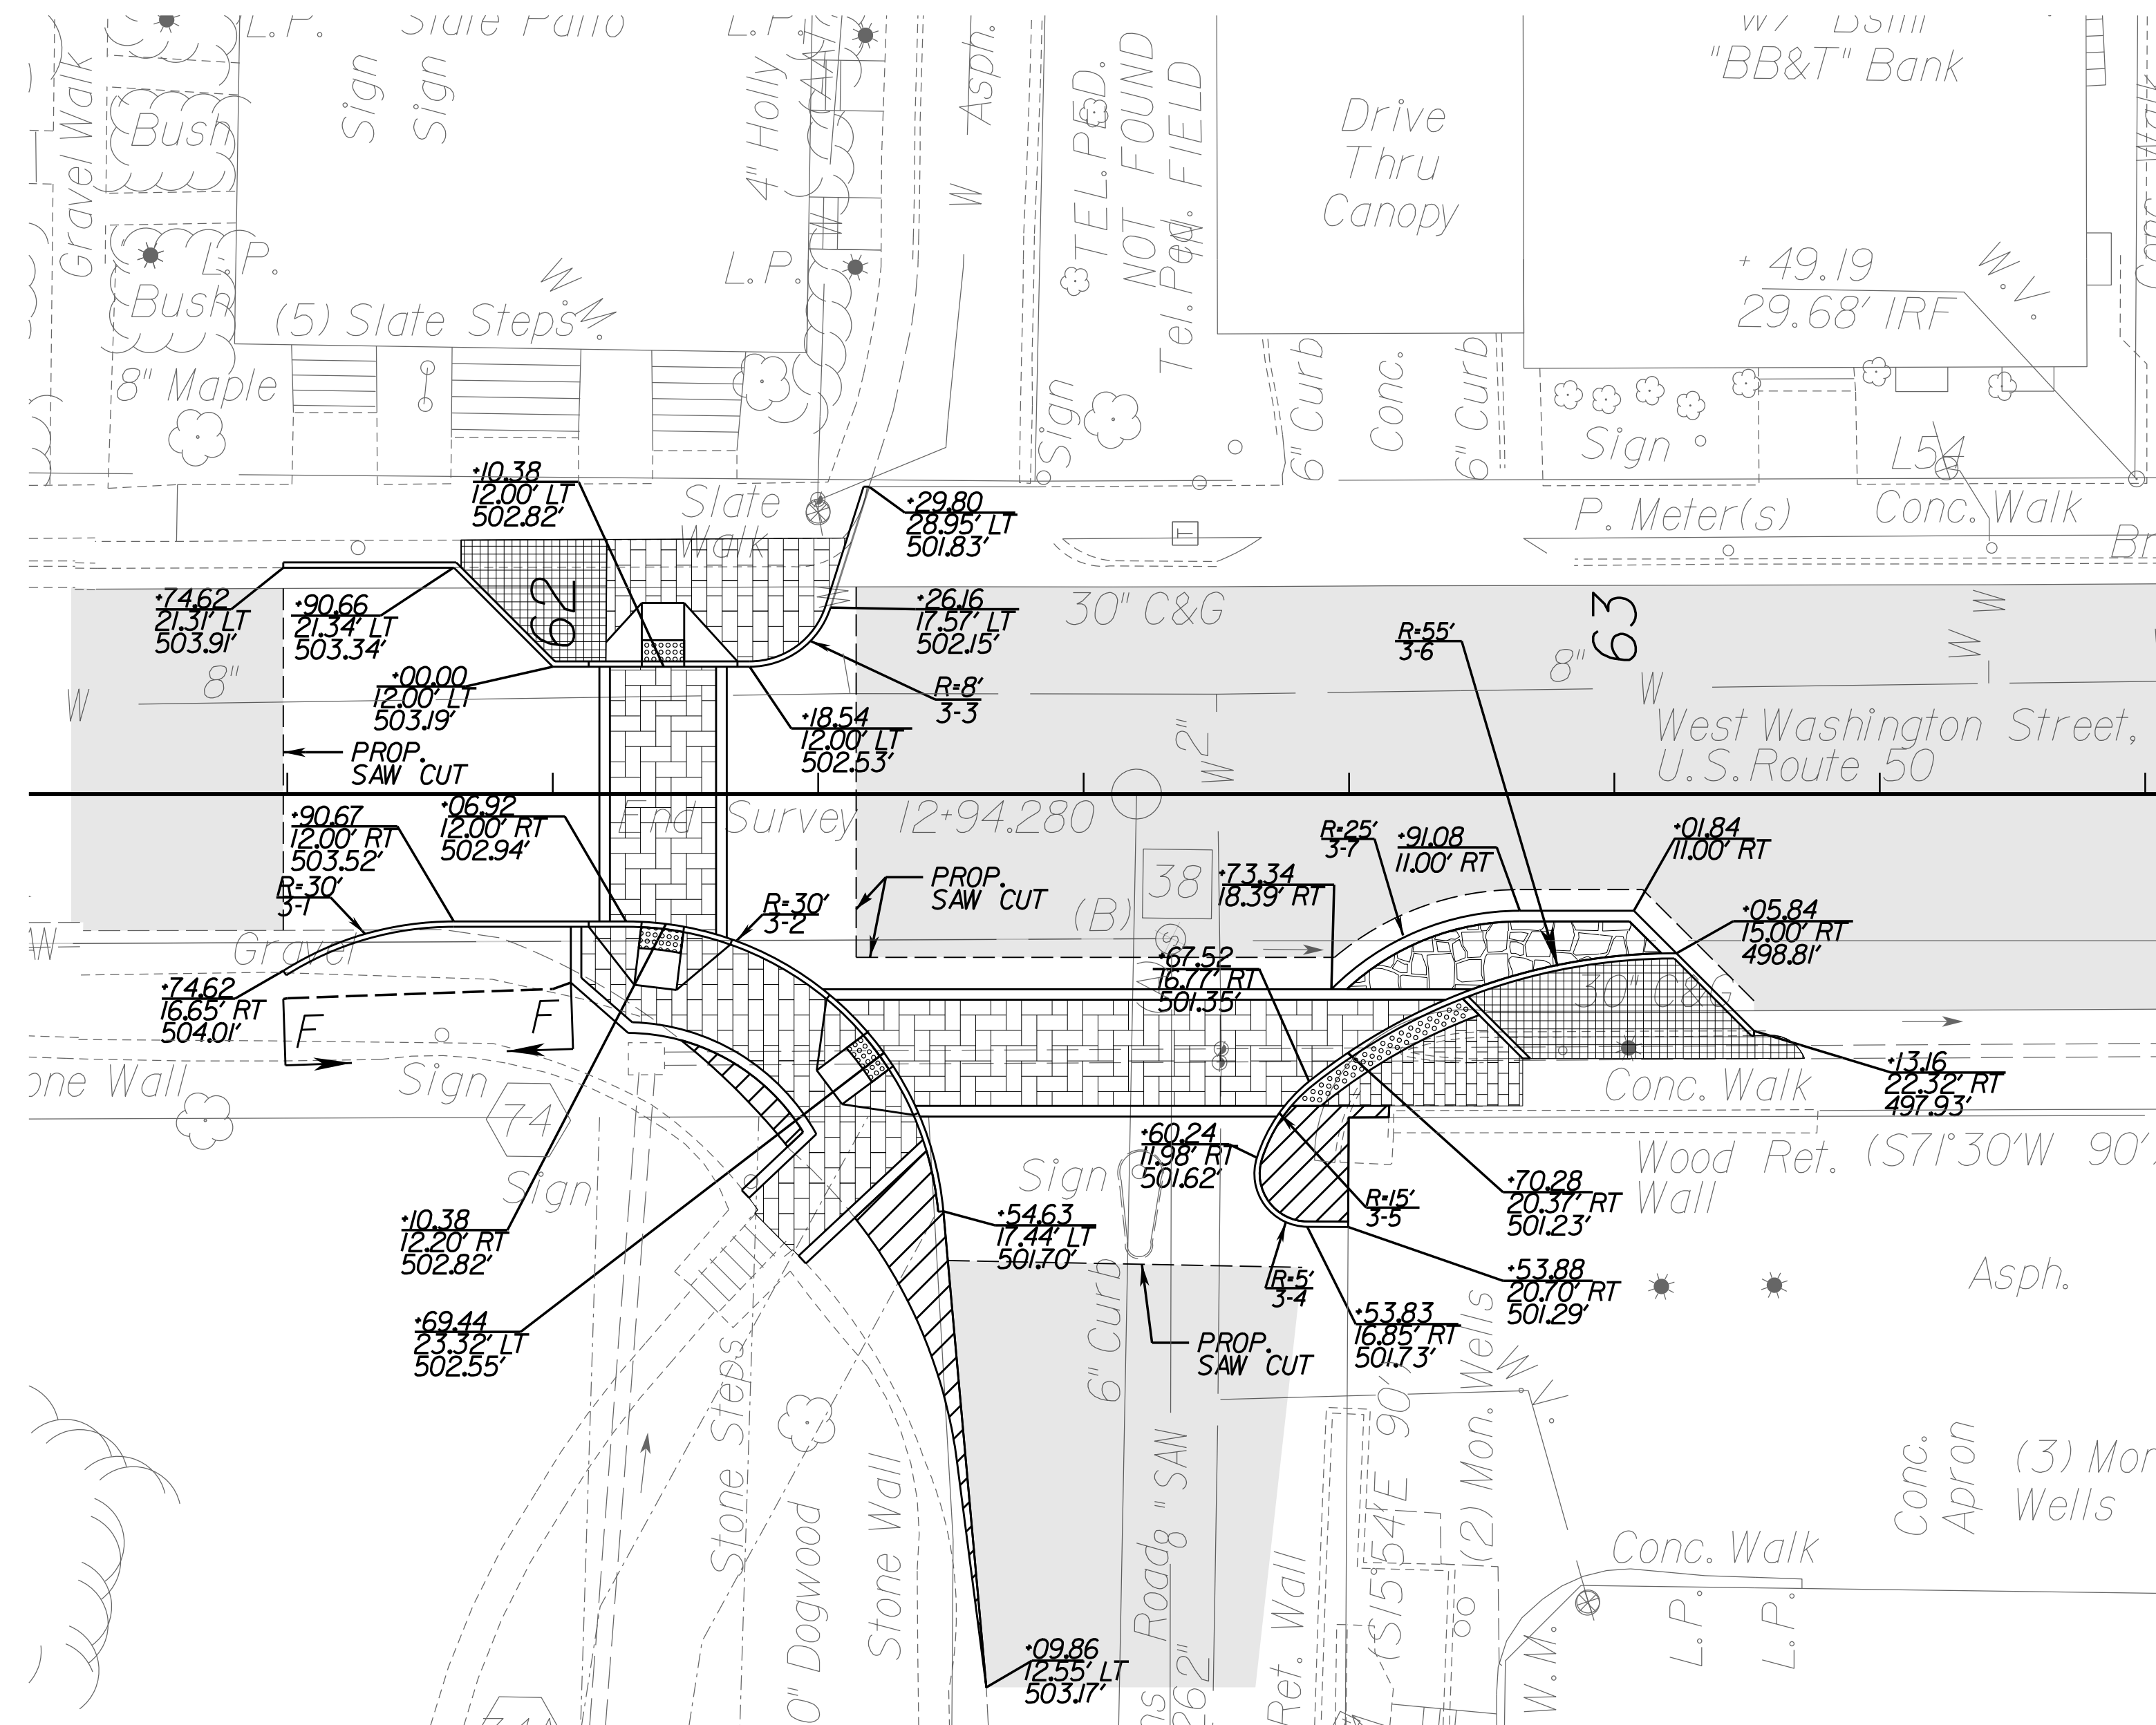 L.P.
Slate Patio
L.P.
Asph.
W/ Bsmt
"BB&T" Bank
Gravel Walk
Bush
Sign
Sign
4" Holly
W
TEL. PED.
NOT FOUND
Tel. Ped. FIELD
Drive
Thru
Canopy
L.P.
Bush
L.P.
W
W.M.
(5) Slate Steps
+ 49.19
29.68' IRF
W.V.
8" Maple
Sign
6" Curb
Conc.
6" Curb
Sign
L54
+10.38
12.00' LT
502.82'
Slate
Walk
+29.80
28.95' LT
501.83'
T
P. Meter(s)
Conc. Walk
+74.62
21.31' LT
503.91'
+90.66
21.34' LT
503.34'
62
+26.16
17.57' LT
502.15'
30" C&G
R=55'
3-6
63
W
W
W
8"
+00.00
12.00' LT
503.19'
R=8'
3-3
8"
W
+18.54
12.00' LT
502.53'
W 2"
West Washington Street,
U.S. Route 50
PROP.
SAW CUT
+90.67
12.00' RT
503.52'
+06.92
12.00' RT
502.94'
End Survey 12+94.280
R=25'
3-7
+91.08
11.00' RT
+01.84
11.00' RT
R=30'
3-1
R=30'
3-2
PROP.
SAW CUT
(B)
38
+73.34
18.39' RT
+05.84
15.00' RT
498.81'
W
Gravel
S
+67.52
16.77' RT
501.35'
30" C&G
+74.62
16.65' RT
504.01'
F
F
Sign
74
Sign
Conc. Walk
+13.16
22.32' RT
497.93'
+60.24
11.98' RT
501.62'
Sign
Wood Ret.
Wall
(S71°30'W 90'
R=15'
3-5
+70.28
20.37' RT
501.23'
+10.38
12.20' RT
502.82'
+54.63
17.44' LT
501.70'
R=5'
3-4
+53.88
20.70' RT
501.29'
Asph.
+69.44
23.32' LT
502.55'
6" Curb
PROP.
SAW CUT
+53.83
16.85' RT
501.73'
W.V.
Stone Steps
Stone Wall
8" SAN
Road
(S15°54'E 90')
(2) Mon. Wells
Conc.
Apron
(3) Mon
Wells
0" Dogwood
Ret. Wall
Conc. Walk
L.P.
L.P.
W.M.
+09.86
12.55' LT
503.17'
262"